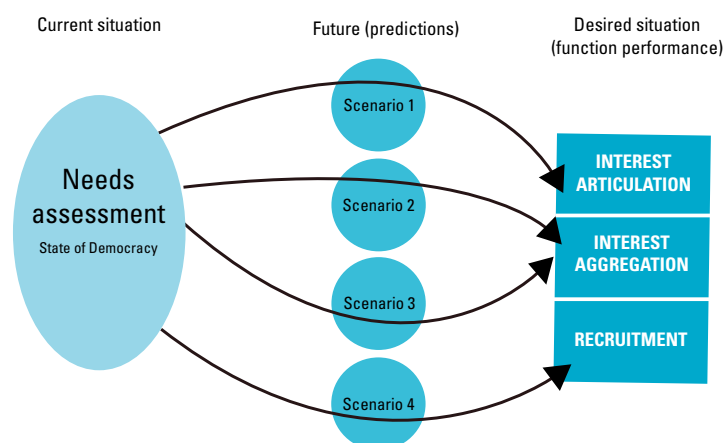 Current situation
Future (predictions)
Desired situation
(function performance)
Scenario 1
Needs
assessment
State of Democracy
Scenario 2
Scenario 3
Scenario 4
INTEREST
ARTICULATION
INTEREST
AGGREGATION
RECRUITMENT